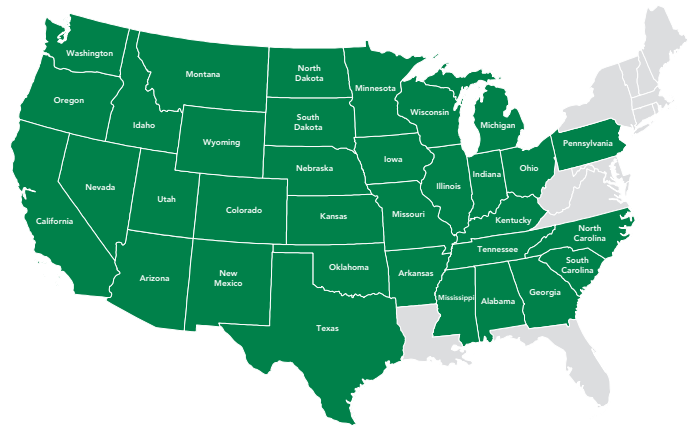 Washington
Montana
North
Dakota
Minnesota
Oregon
Idaho
Wisconsin
South
Dakota
Michigan
Wyoming
Pennsylvania
Iowa
Nebraska
Ohio
Indiana
Illinois
Nevada
Utah
Colorado
Kansas
Missouri
Kentucky
California
North
Carolina
Tennessee
South
Carolina
Oklahoma
Arkansas
Arizona
New
Mexico
Georgia
Mississippi
Alabama
Texas